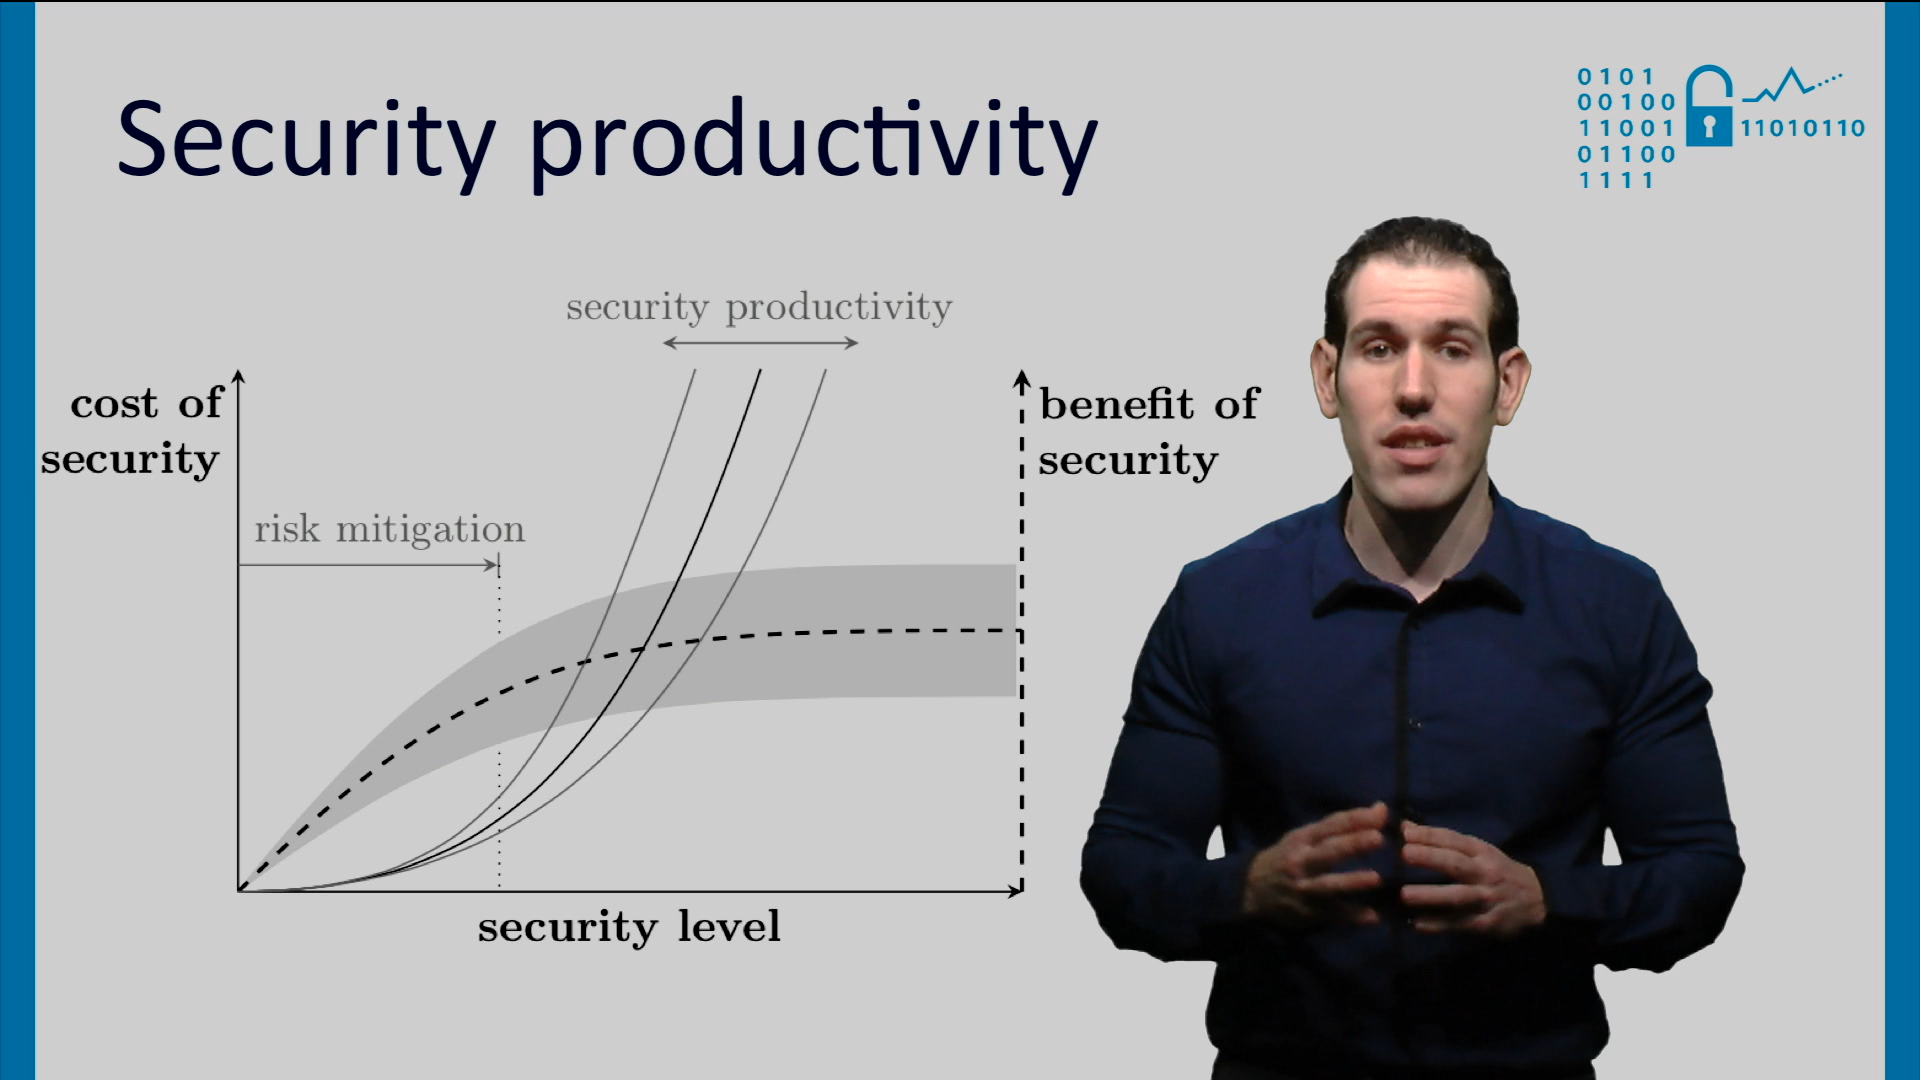 Security productivity
0101
00100
11001
01100
1111
11010110
security productivity
cost of
security
benefit of
security
risk mitigation
security level